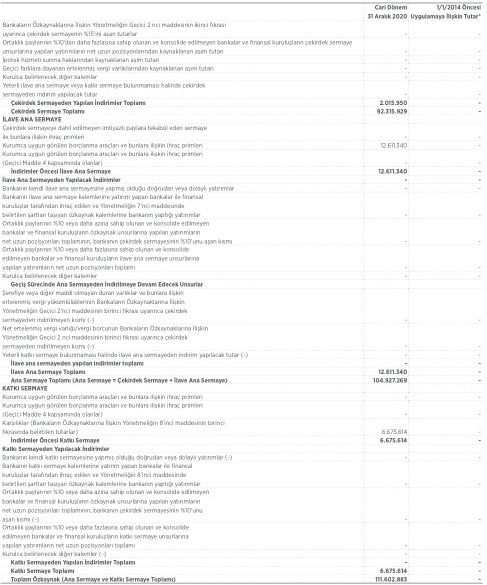 Cari Dönem 1/1/2014 Öncesi
31 Aralık 2020 Uygulamaya İlişkin Tutar*
Bankaların Özkaynaklarına İlişkin Yönetmeliğin Geçici 2 nci maddesinin ikinci fıkrası
uyarınca çekirdek sermayenin %15'ini aşan tutarlar - -
Ortaklık paylarının %10'dan daha fazlasına sahip olunan ve konsolide edilmeyen bankalar ve finansal kuruluşların çekirdek sermaye
unsurlarına yapılan yatırımların net uzun pozisyonlarından kaynaklanan aşım tutarı - -
İpotek hizmeti sunma haklarından kaynaklanan aşım tutarı - -
Geçici farklara dayanan ertelenmiş vergi varlıklarından kaynaklanan aşım tutarı - -
Kurulca belirlenecek diğer kalemler - -
Yeterli ilave ana sermaye veya katkı sermaye bulunmaması halinde çekirdek
sermayeden indirim yapılacak tutar - -
Çekirdek Sermayeden Yapılan İndirimler Toplamı 2.015.950 -
Çekirdek Sermaye Toplamı 92.315.929 -
İLAVE ANA SERMAYE
Çekirdek sermayeye dahil edilmeyen imtiyazlı paylara tekabül eden sermaye
ile bunlara ilişkin ihraç primleri - -
Kurumca uygun görülen borçlanma araçları ve bunlara ilişkin ihraç primleri 12.611.340 -
Kurumca uygun görülen borçlanma araçları ve bunlara ilişkin ihraç primleri
(Geçici Madde 4 kapsamında olanlar) - -
İndirimler Öncesi İlave Ana Sermaye 12.611.340 -
İlave Ana Sermayeden Yapılacak İndirimler - -
Bankanın kendi ilave ana sermayesine yapmış olduğu doğrudan veya dolaylı yatırımlar - -
Bankanın ilave ana sermaye kalemlerine yatırım yapan bankalar ile finansal
kuruluşlar tarafından ihraç edilen ve Yönetmeliğin 7'nci maddesinde
belirtilen şartları taşıyan özkaynak kalemlerine bankanın yaptığı yatırımlar - -
Ortaklık paylarının %10 veya daha azına sahip olunan ve konsolide edilmeyen
bankalar ve finansal kuruluşların özkaynak unsurlarına yapılan yatırımların
net uzun pozisyonları toplamının, bankanın çekirdek sermayesinin %10'unu aşan kısmı - -
Ortaklık paylarının %10 veya daha fazlasına sahip olunan ve konsolide
edilmeyen bankalar ve finansal kuruluşların ilave ana sermaye unsurlarına
yapılan yatırımların net uzun pozisyonları toplamı - -
Kurulca belirlenecek diğer kalemler - -
Geçiş Sürecinde Ana Sermayeden İndirilmeye Devam Edecek Unsurlar
Şerefiye veya diğer maddi olmayan duran varlıklar ve bunlara ilişkin
ertelenmiş vergi yükümlülüklerinin Bankaların Özkaynaklarına İlişkin
Yönetmeliğin Geçici 2'nci maddesinin birinci fıkrası uyarınca çekirdek
sermayeden indirilmeyen kısmı (-) - -
Net ertelenmiş vergi varlığı/vergi borcunun Bankaların Özkaynaklarına İlişkin
Yönetmeliğin Geçici 2 nci maddesinin birinci fıkrası uyarınca çekirdek
sermayeden indirilmeyen kısmı (-) - -
Yeterli katkı sermaye bulunmaması halinde ilave ana sermayeden indirim yapılacak tutar (-) - -
İlave ana sermayeden yapılan indirimler toplamı - -
İlave Ana Sermaye Toplamı 12.611.340 -
Ana Sermaye Toplamı (Ana Sermaye = Çekirdek Sermaye + İlave Ana Sermaye) 104.927.269 -
KATKI SERMAYE
Kurumca uygun görülen borçlanma araçları ve bunlara ilişkin ihraç primleri - -
Kurumca uygun görülen borçlanma araçları ve bunlara ilişkin ihraç primleri
(Geçici Madde 4 kapsamında olanlar) - -
Karşılıklar (Bankaların Özkaynaklarına İlişkin Yönetmeliğin 8'inci maddesinin birinci
fıkrasında belirtilen tutarlar) 6.675.614 -
İndirimler Öncesi Katkı Sermaye 6.675.614 -
Katkı Sermayeden Yapılacak İndirimler
Bankanın kendi katkı sermayesine yapmış olduğu doğrudan veya dolaylı yatırımlar (-) - -
Bankanın katkı sermaye kalemlerine yatırım yapan bankalar ile finansal
kuruluşlar tarafından ihraç edilen ve Yönetmeliğin 8'inci maddesinde
belirtilen şartları taşıyan özkaynak kalemlerine bankanın yaptığı yatırımlar - -
Ortaklık paylarının %10 veya daha azına sahip olunan ve konsolide edilmeyen
bankalar ve finansal kuruluşların özkaynak unsurlarına yapılan yatırımların
net uzun pozisyonları toplamının, bankanın çekirdek sermayesinin %10'unu
aşan kısmı (-) - -
Ortaklık paylarının %10 veya daha fazlasına sahip olunan ve konsolide
edilmeyen bankalar ve finansal kuruluşların katkı sermaye unsurlarına
yapılan yatırımların net uzun pozisyonları toplamı - -
Kurulca belirlenecek diğer kalemler (-) - -
Katkı Sermayeden Yapılan İndirimler Toplamı - -
Katkı Sermaye Toplamı 6.675.614 -
Toplam Özkaynak (Ana Sermaye ve Katkı Sermaye Toplamı) 111.602.883 -